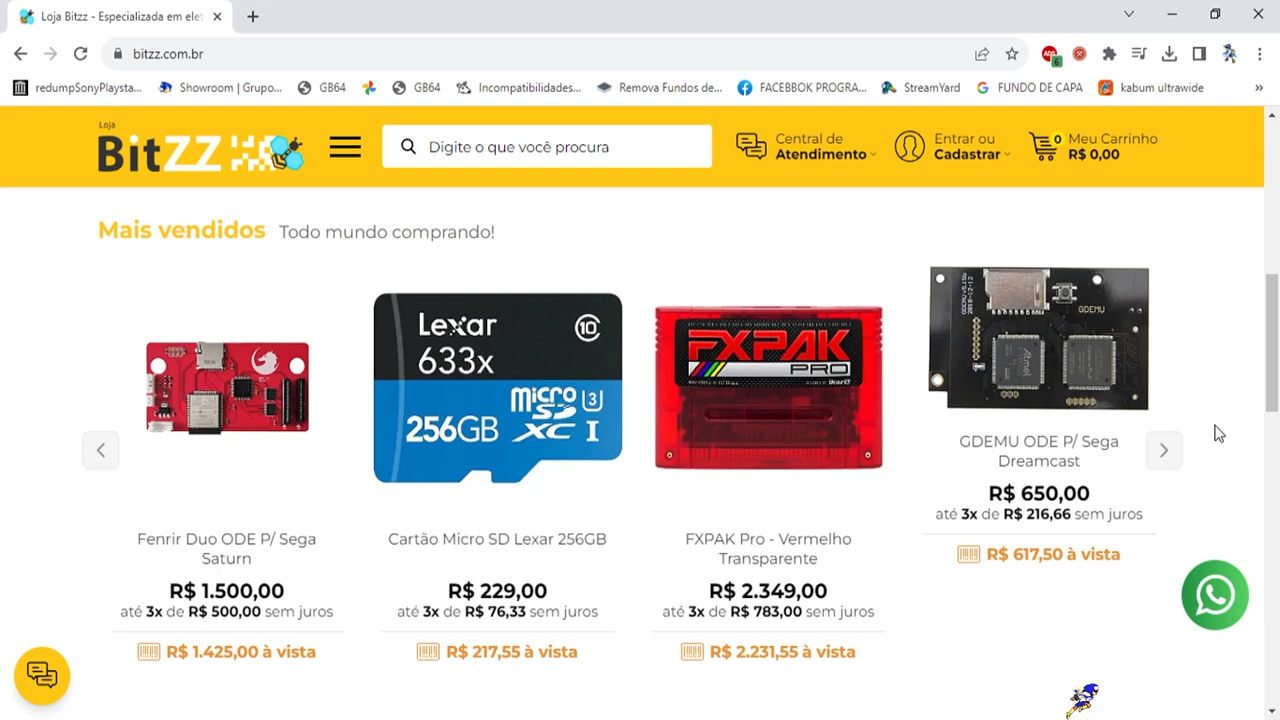 Loja Bitzz - Especializada em elet
bitzz.com.br
ADS
6
redumpSonyPlaysta...
Showroom | Grupo...
GB64
GB64
Incompatibilidades...
Remova Fundos de...
FACEBBOK PROGRA...
StreamYard
FUNDO DE CAPA
kabum ultrawide
»
Loja
BitZZ
Digite o que você procura
Central de
Atendimento
Entrar ou
Cadastrar
0
Meu Carrinho
R$ 0,00
Mais vendidos Todo mundo comprando!
Lexar
633x
10
micro
SD
XC I
U3
256GB
FXPAK
PRO
GDEMU
GDEMU ODE P/ Sega
Dreamcast
R$ 650,00
até 3x de R$ 216,66 sem juros
R$ 617,50 à vista
Fenrir Duo ODE P/ Sega
Saturn
R$ 1.500,00
até 3x de R$ 500,00 sem juros
R$ 1.425,00 à vista
Cartão Micro SD Lexar 256GB
R$ 229,00
até 3x de R$ 76,33 sem juros
R$ 217,55 à vista
FXPAK Pro - Vermelho
Transparente
R$ 2.349,00
até 3x de R$ 783,00 sem juros
R$ 2.231,55 à vista